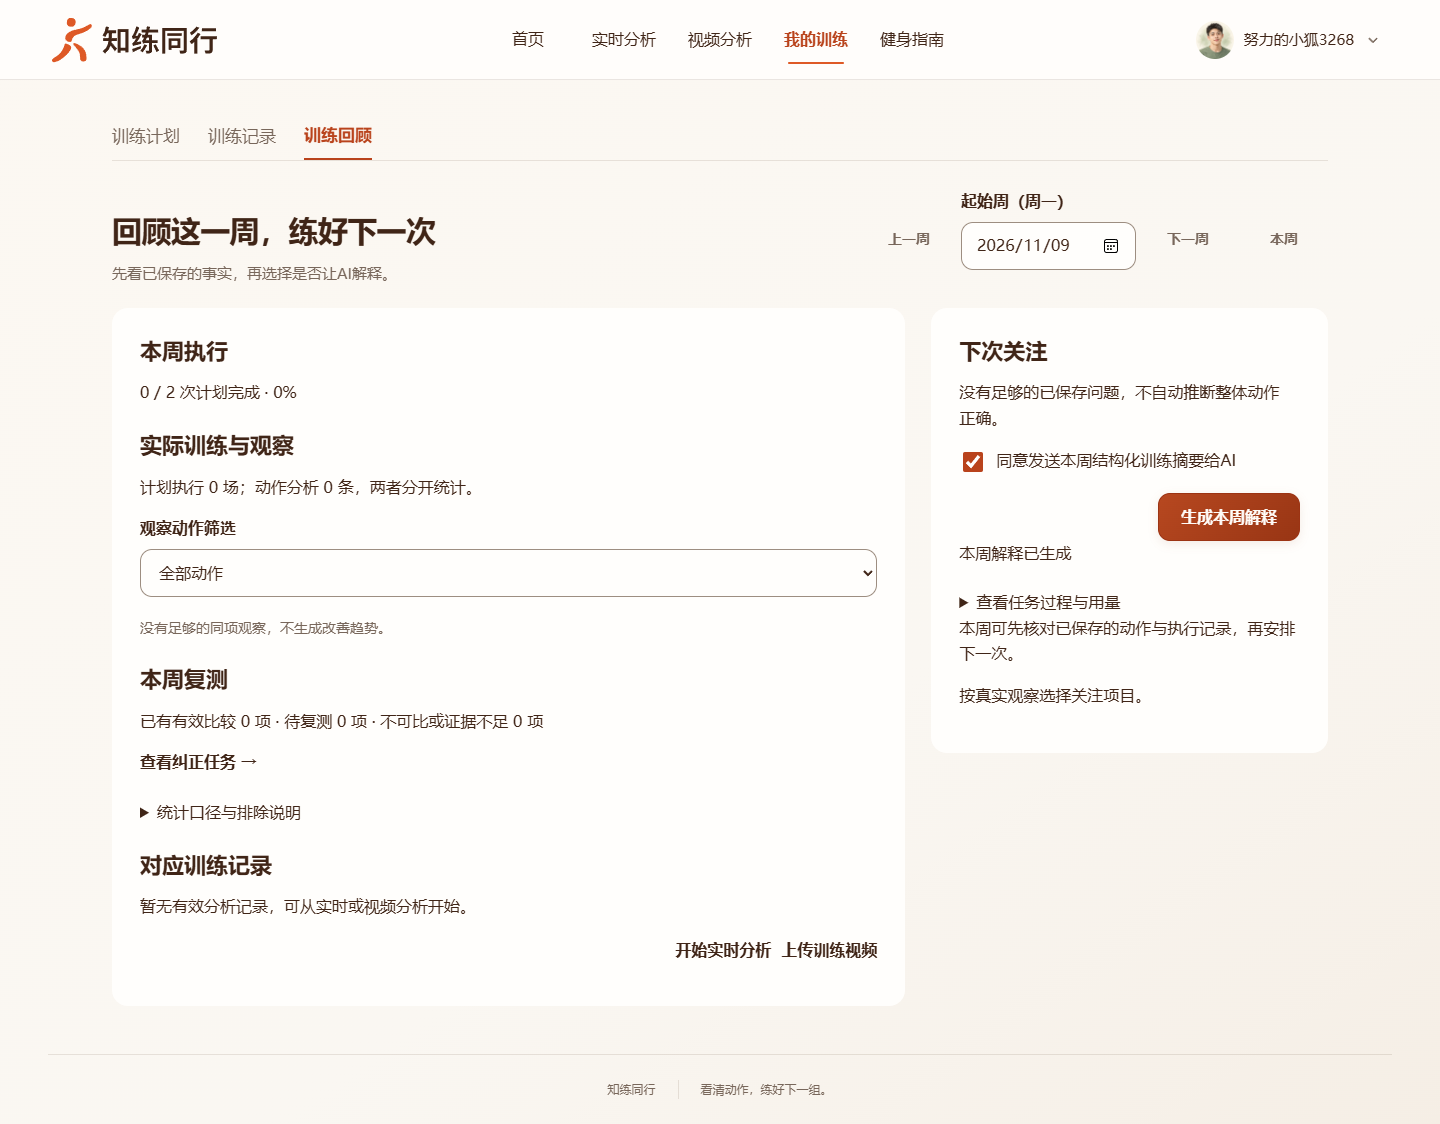 知练同行
首页 实时分析 视频分析 我的训练 健身指南
努力的小狐3268
训练计划 训练记录 训练回顾
回顾这一周，练好下一次
先看已保存的事实，再选择是否让AI解释。
上一周
起始周（周一）
2026/11/09
下一周
本周
本周执行
0 / 2 次计划完成 · 0%
实际训练与观察
计划执行 0 场；动作分析 0 条，两者分开统计。
观察动作筛选
全部动作
没有足够的同项观察，不生成改善趋势。
本周复测
已有有效比较 0 项 · 待复测 0 项 · 不可比或证据不足 0 项
查看纠正任务 →
统计口径与排除说明
对应训练记录
暂无有效分析记录，可从实时或视频分析开始。
开始实时分析 上传训练视频
下次关注
没有足够的已保存问题，不自动推断整体动作
正确。
同意发送本周结构化训练摘要给AI
生成本周解释
本周解释已生成
查看任务过程与用量
本周可先核对已保存的动作与执行记录，再安排
下一次。
按真实观察选择关注项目。
知练同行
看清动作，练好下一组。